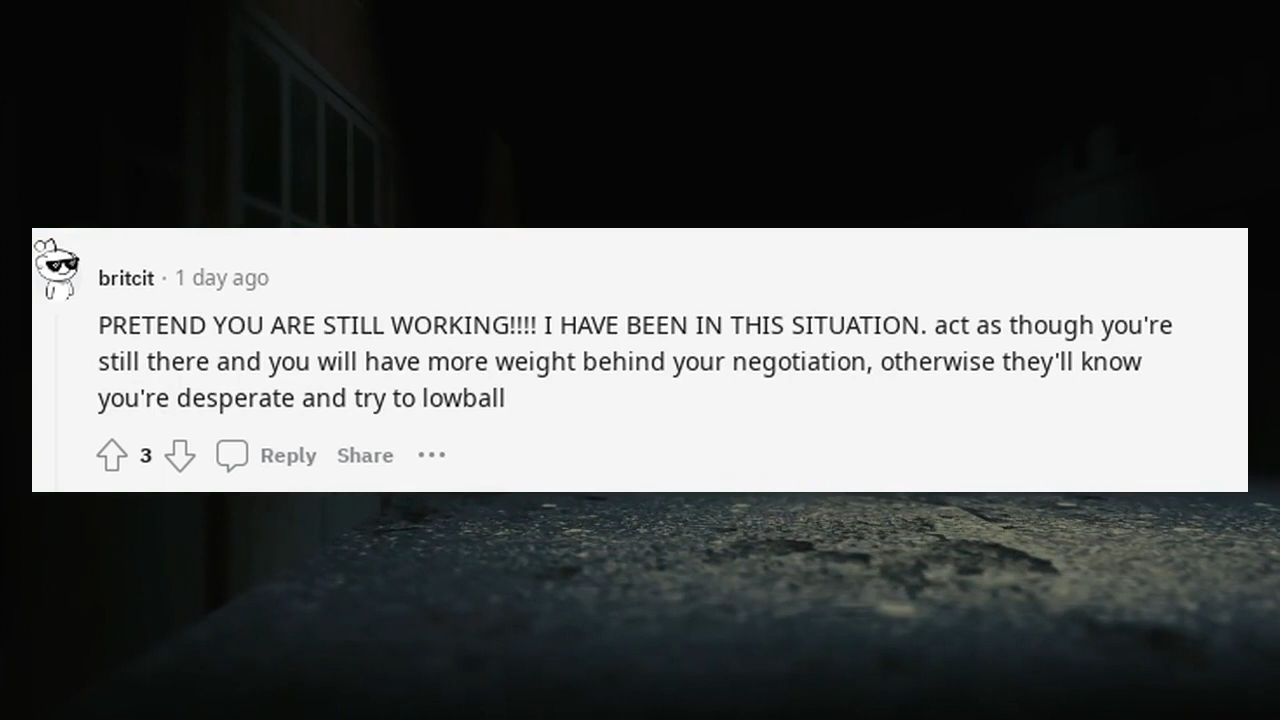 britcit · 1 day ago
PRETEND YOU ARE STILL WORKING!!!! I HAVE BEEN IN THIS SITUATION. act as though you're
still there and you will have more weight behind your negotiation, otherwise they'll know
you're desperate and try to lowball
3 Reply Share •••